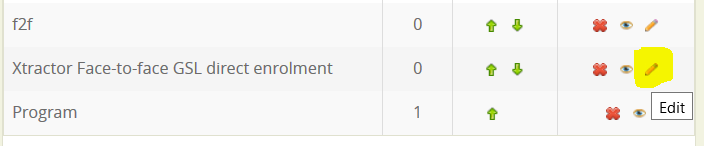 f2f 0
Xtractor Face-to-face GSL direct enrolment 0
Program 1
Edit